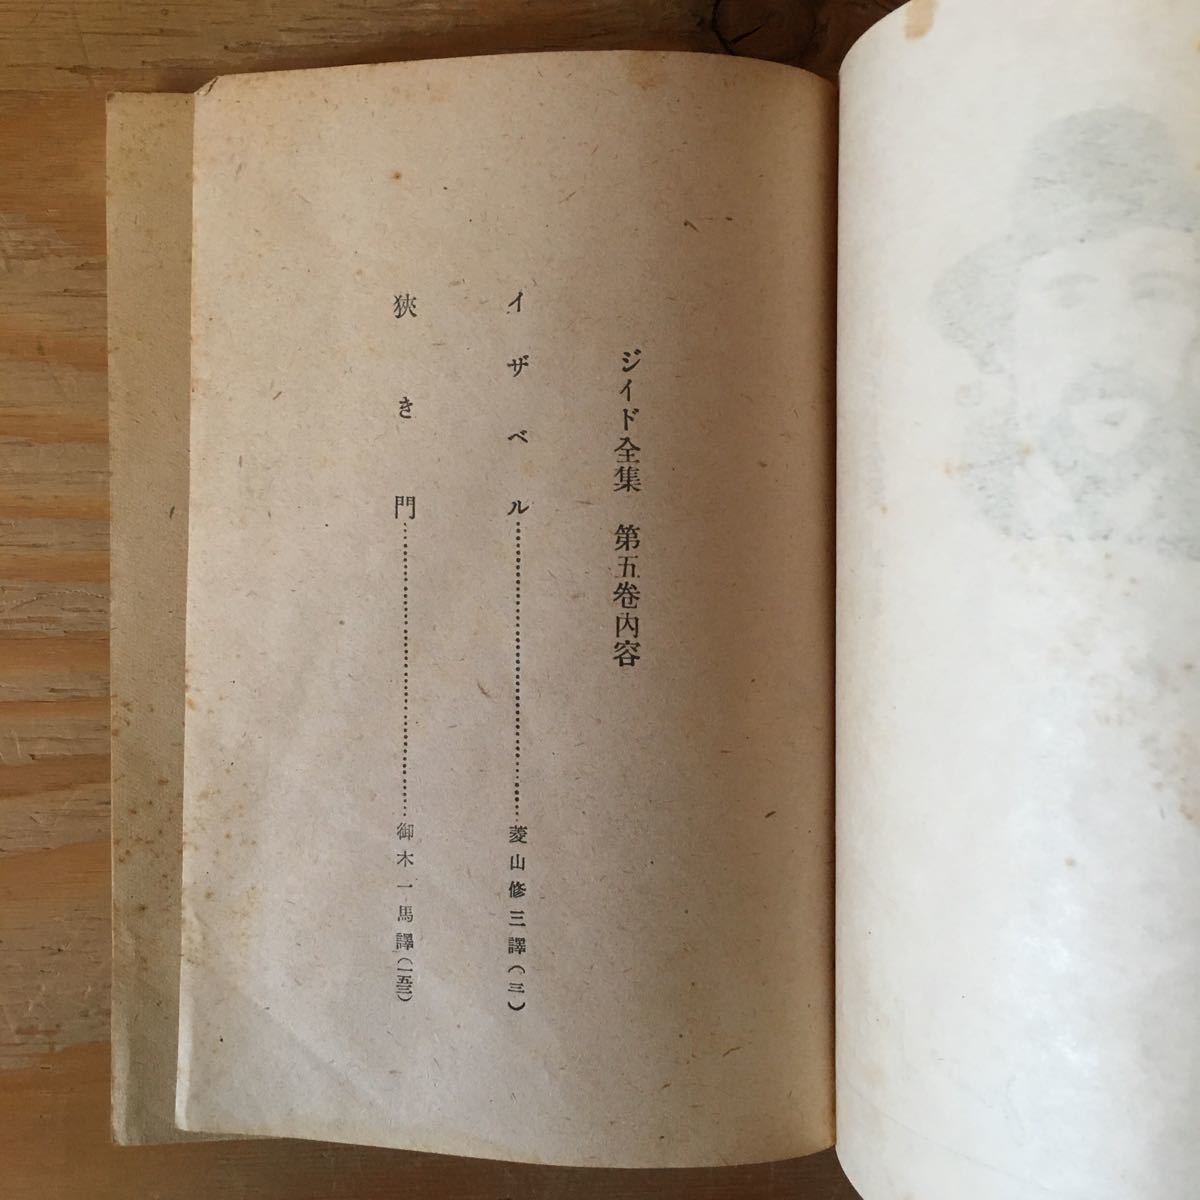 ジイド全集 第五巻内容
イザベル……………………菱山修三譯(三)
狹き門……………………御木一馬譯(一五三)